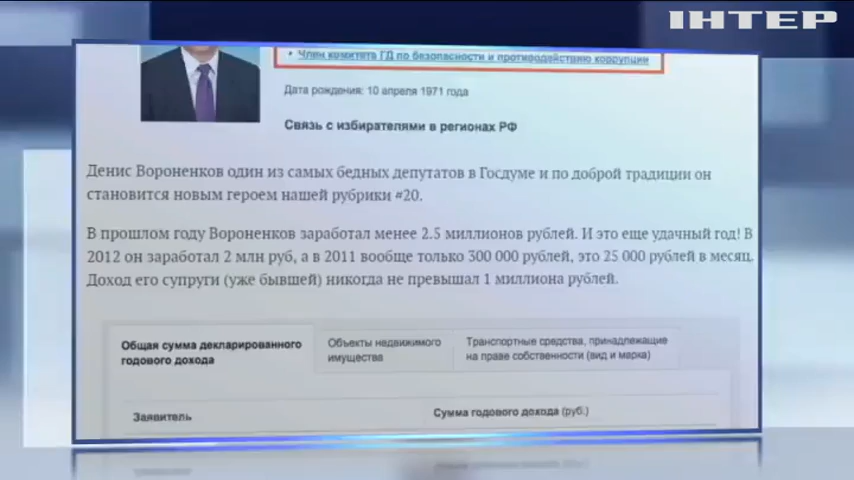 ІНТЕР
• Член комитета ГД по безопасности и противодействию коррупции
Дата рождения: 10 апреля 1971 года
Связь с избирателями в регионах РФ
Денис Вороненков один из самых бедных депутатов в Госдуме и по доброй традиции он
становится новым героем нашей рубрики #20.
В прошлом году Вороненков заработал менее 2.5 миллионов рублей. И это еще удачный год! В
2012 он заработал 2 млн руб, а в 2011 вообще только 300 000 рублей, это 25 000 рублей в месяц.
Доход его супруги (уже бывшей) никогда не превышал 1 миллиона рублей.
Общая сумма декларированного
годового дохода
Объекты недвижимого
имущества
Транспортные средства, принадлежащие
на праве собственности (вид и марка)
Заявитель
Сумма годового дохода (руб.)